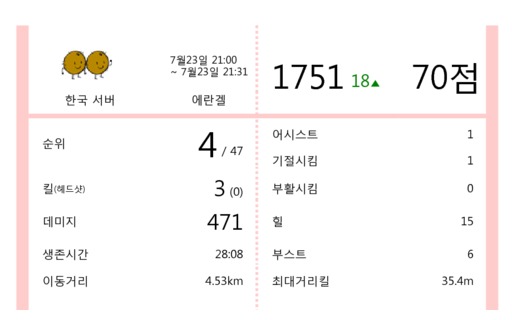 7월23일 21:00
~ 7월23일 21:31
한국 서버
에란겔
1751 18▲ 70점
순위 4 / 47
킬(헤드샷) 3 (0)
데미지 471
생존시간 28:08
이동거리 4.53km
어시스트 1
기절시킴 1
부활시킴 0
힐 15
부스트 6
최대거리킬 35.4m